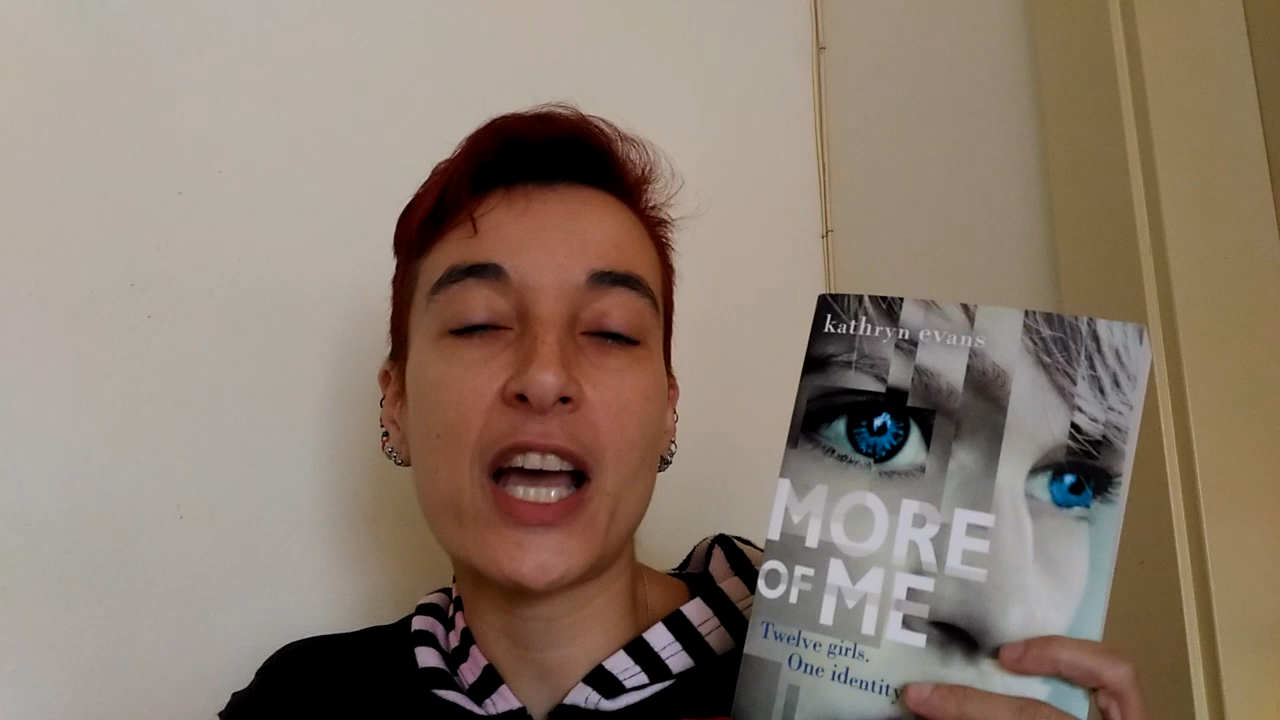 kathryn evans
MORE
OF ME
Twelve girls.
One identity